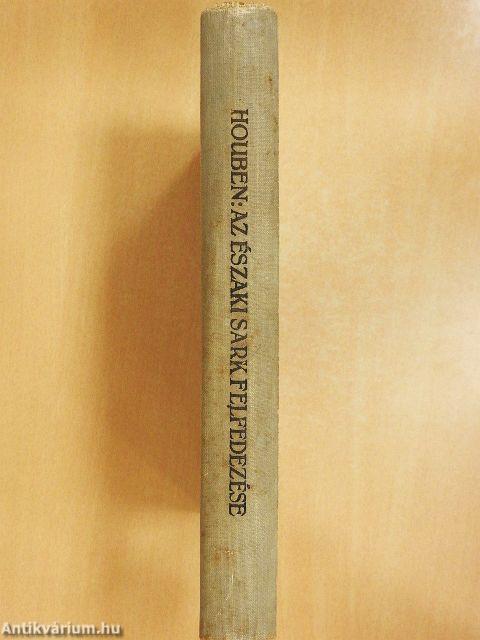 HOUBEN: AZ ÉSZAKI SARK FELFEDEZÉSE
Antikvárium.hu